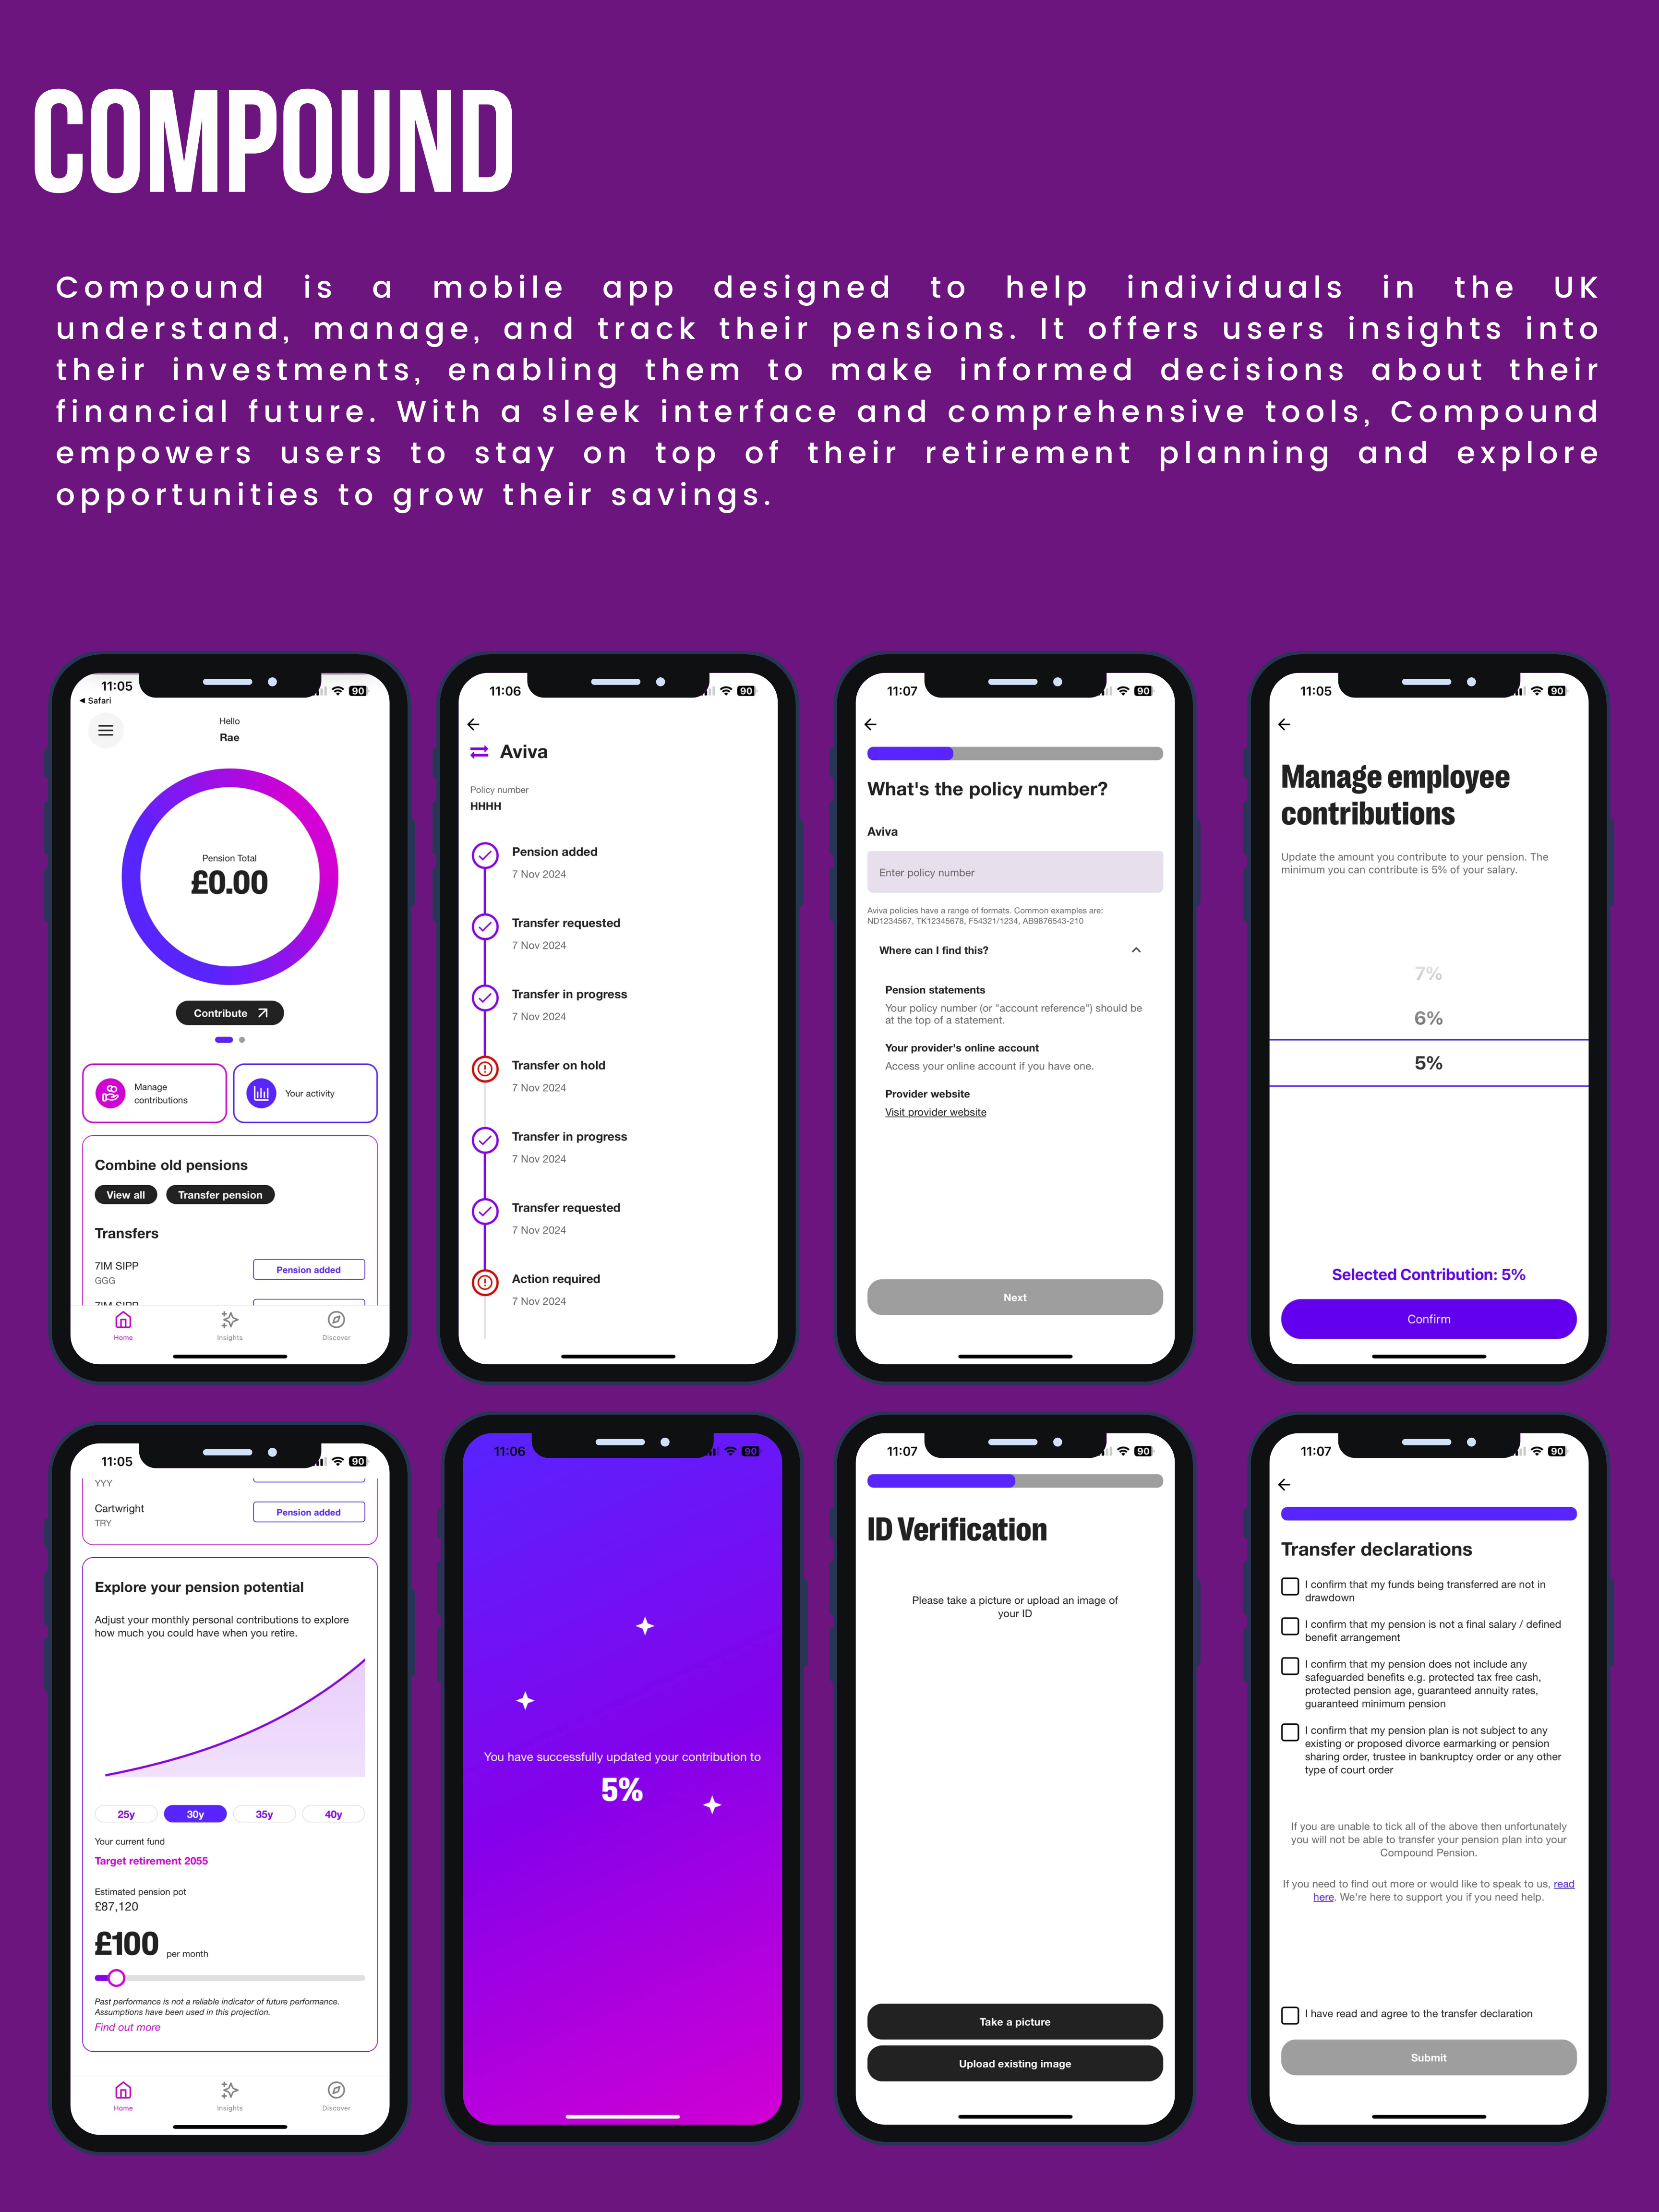 COMPOUND
Compound is a mobile app designed to help individuals in the UK
understand, manage, and track their pensions. It offers users insights into
their investments, enabling them to make informed decisions about their
financial future. With a sleek interface and comprehensive tools, Compound
empowers users to stay on top of their retirement planning and explore
opportunities to grow their savings.
11:05
90
◀ Safari
Hello
Rae
Pension Total
£0.00
Contribute
Manage
contributions
Your activity
Combine old pensions
View all
Transfer pension
Transfers
7IM SIPP
GGG
Pension added
7IM SIPP
Home
Insights
Discover
11:06
90
Aviva
Policy number
HHHH
Pension added
7 Nov 2024
Transfer requested
7 Nov 2024
Transfer in progress
7 Nov 2024
Transfer on hold
7 Nov 2024
Transfer in progress
7 Nov 2024
Transfer requested
7 Nov 2024
Action required
7 Nov 2024
11:07
90
What's the policy number?
Aviva
Enter policy number
Aviva policies have a range of formats. Common examples are:
ND1234567, TK12345678, F54321/1234, AB9876543-210
Where can I find this?
Pension statements
Your policy number (or "account reference") should be
at the top of a statement.
Your provider's online account
Access your online account if you have one.
Provider website
Visit provider website
Next
11:05
90
Manage employee
contributions
Update the amount you contribute to your pension. The
minimum you can contribute is 5% of your salary.
7%
6%
5%
Selected Contribution: 5%
Confirm
11:05
90
YYY
Cartwright
TRY
Pension added
Explore your pension potential
Adjust your monthly personal contributions to explore
how much you could have when you retire.
25y
30y
35y
40y
Your current fund
Target retirement 2055
Estimated pension pot
£87,120
£100 per month
Past performance is not a reliable indicator of future performance.
Assumptions have been used in this projection.
Find out more
Home
Insights
Discover
11:06
90
You have successfully updated your contribution to
5%
11:07
90
ID Verification
Please take a picture or upload an image of
your ID
Take a picture
Upload existing image
11:07
90
Transfer declarations
I confirm that my funds being transferred are not in
drawdown
I confirm that my pension is not a final salary / defined
benefit arrangement
I confirm that my pension does not include any
safeguarded benefits e.g. protected tax free cash,
protected pension age, guaranteed annuity rates,
guaranteed minimum pension
I confirm that my pension plan is not subject to any
existing or proposed divorce earmarking or pension
sharing order, trustee in bankruptcy order or any other
type of court order
If you are unable to tick all of the above then unfortunately
you will not be able to transfer your pension plan into your
Compound Pension.
If you need to find out more or would like to speak to us, read
here. We're here to support you if you need help.
I have read and agree to the transfer declaration
Submit